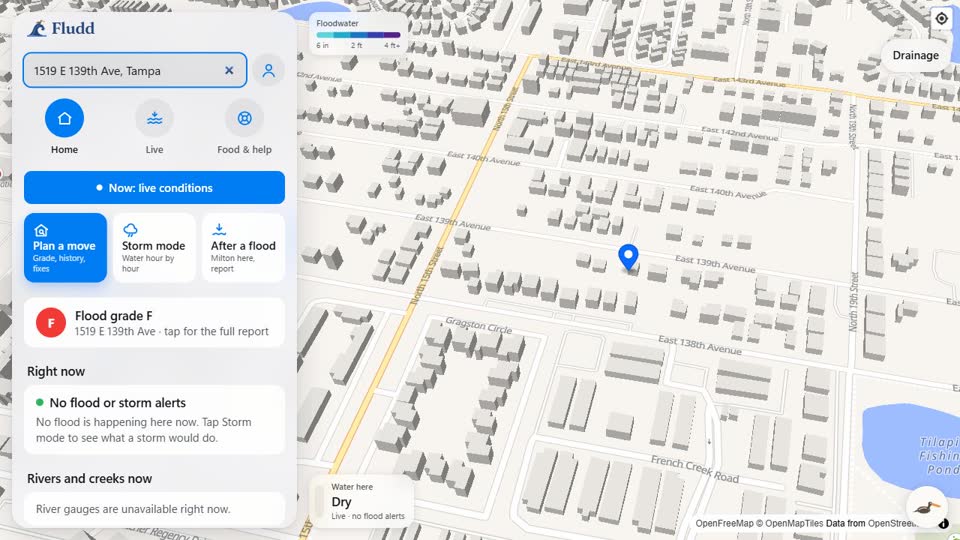 Fludd
1519 E 139th Ave, Tampa
Home
Live
Food & help
Now: live conditions
Plan a move
Grade, history,
fixes
Storm mode
Water hour by
hour
After a flood
Milton here,
report
F
Flood grade F
1519 E 139th Ave · tap for the full report
Right now
No flood or storm alerts
No flood is happening here now. Tap Storm
mode to see what a storm would do.
Rivers and creeks now
River gauges are unavailable right now.
Floodwater
6 in
2 ft
4 ft+
Drainage
East 143rd Avenue
East 143rd Avenue
East 142nd Avenue
East 140th Avenue
East 140th Avenue
East 139th Avenue
East 139th Avenue
East 138th Avenue
North 15th Street
North 15th Street
North 19th Street
Gragston Circle
French Creek Road
Tilapi
Fishin
Pond
Water here
Dry
Live · no flood alerts
OpenFreeMap © OpenMapTiles Data from OpenStree